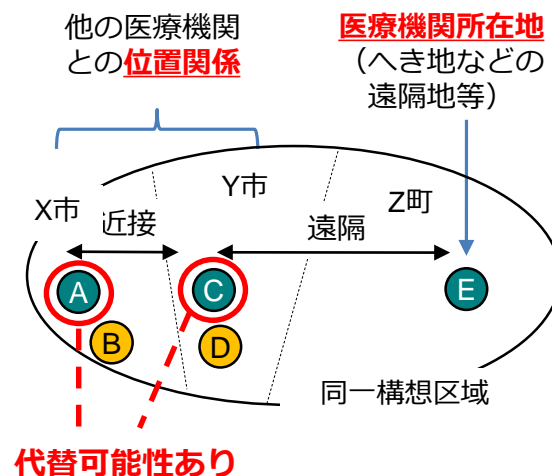 他の医療機関
との位置関係
医療機関所在地
（へき地などの
遠隔地等）
X市
Y市
Z町
近接
遠隔
A
C
E
B
D
同一構想区域
代替可能性あり